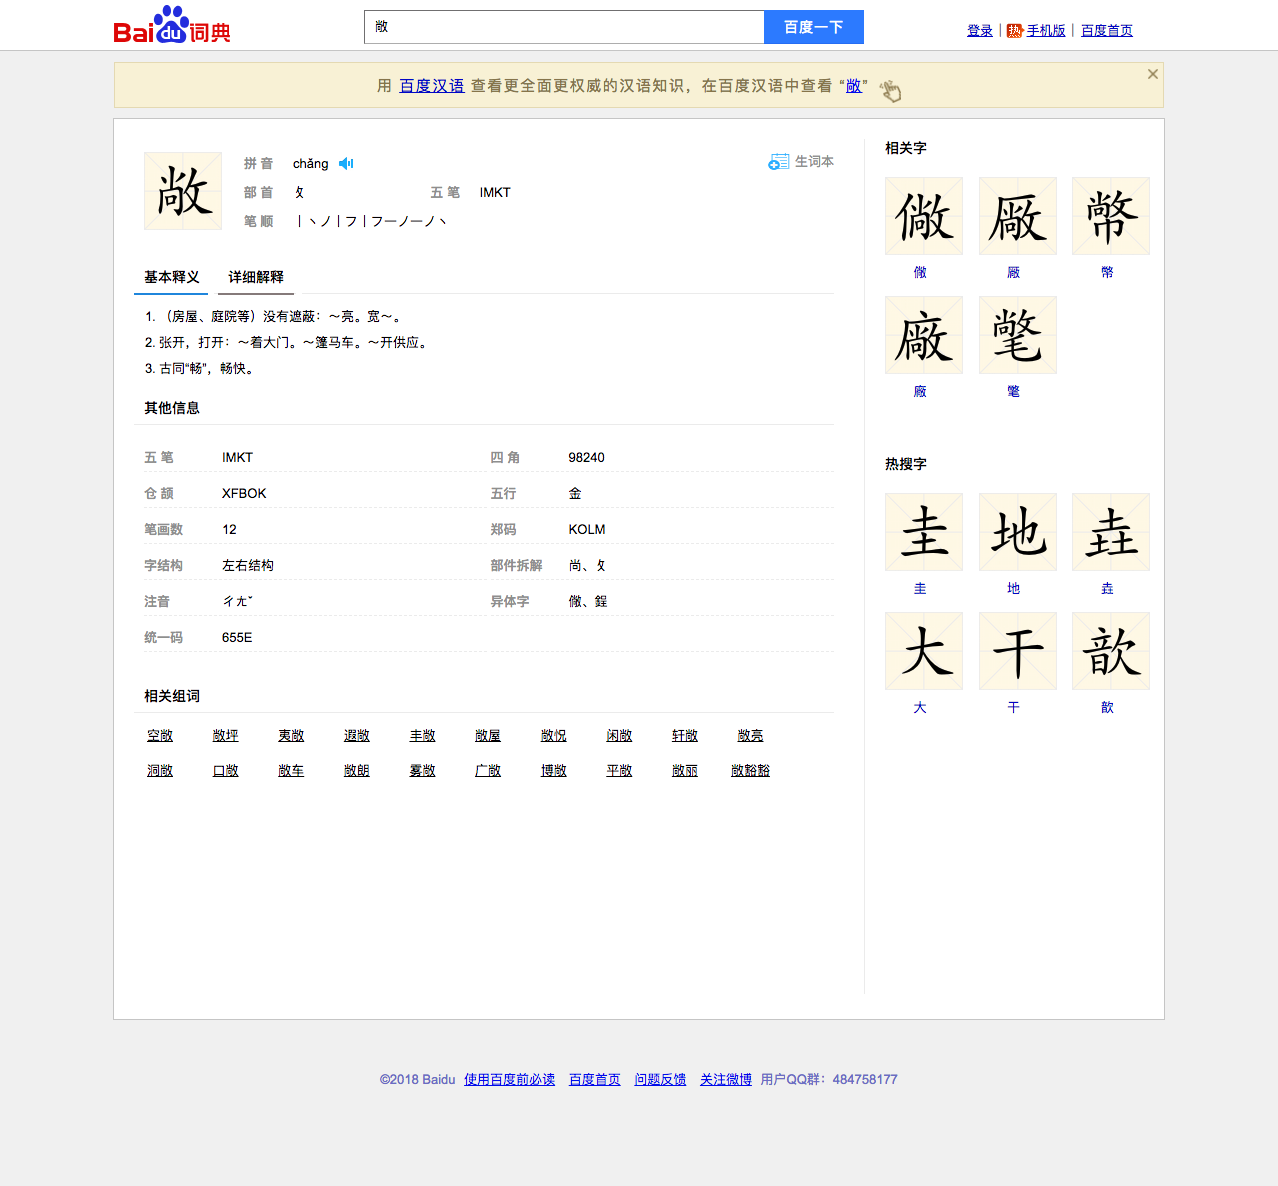 Bai du 词典
敞
百度一下
登录 | 热 手机版 | 百度首页
用 百度汉语 查看更全面更权威的汉语知识，在百度汉语中查看 “敞”
敞
拼 音 chǎng
生词本
部 首 攵 五 笔 IMKT
笔 顺 丨丶ノ丨フ丨フ一ノ一ノ丶
基本释义 详细解释
1. （房屋、庭院等）没有遮蔽：～亮。宽～。
2. 张开，打开：～着大门。～篷马车。～开供应。
3. 古同“畅”，畅快。
其他信息
五 笔 IMKT 四 角 98240
仓 颉 XFBOK 五行 金
笔画数 12 郑码 KOLM
字结构 左右结构 部件拆解 尚、攵
注音 ㄔㄤˇ 异体字 僘、鋥
统一码 655E
相关组词
空敞 敞坪 夷敞 遐敞 丰敞 敞屋 敞怳 闲敞 轩敞 敞亮
洞敞 口敞 敞车 敞朗 雾敞 广敞 博敞 平敞 敞丽 敞豁豁
相关字
僘 厰 幣
僘 厰 幣
廠 氅
廠 氅
热搜字
圭 地 垚
圭 地 垚
大 干 歆
大 干 歆
©2018 Baidu 使用百度前必读 百度首页 问题反馈 关注微博 用户QQ群：484758177